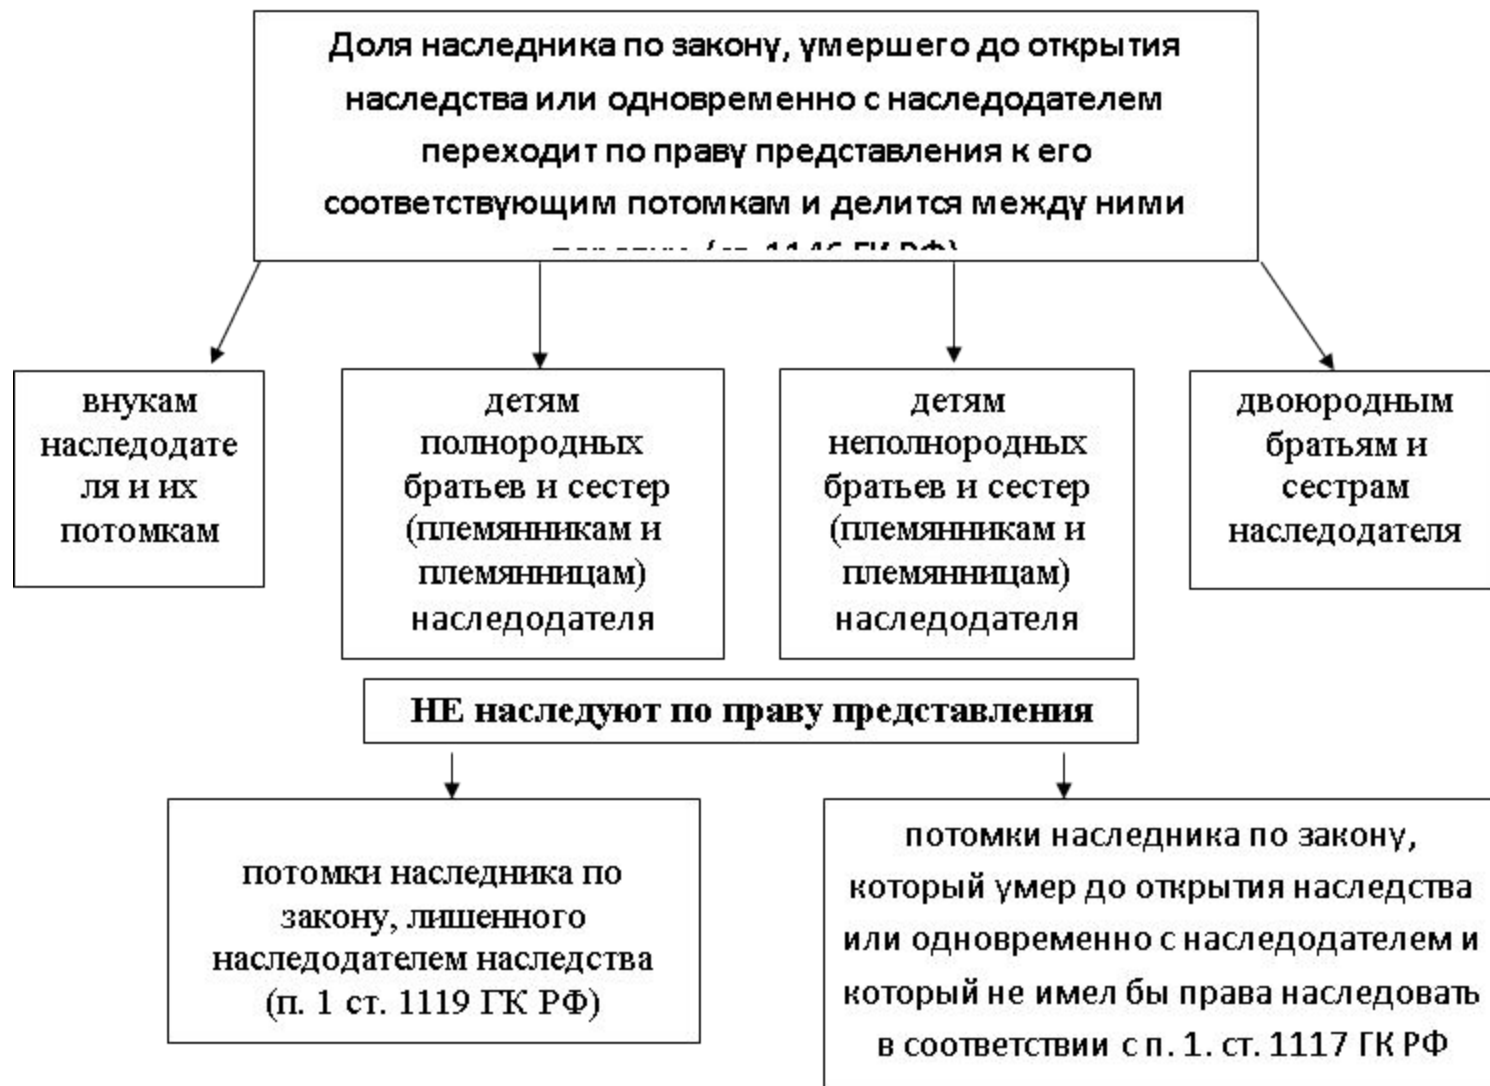 Доля наследника по закону, умершего до открытия
наследства или одновременно с наследодателем
переходит по праву представления к его
соответствующим потомкам и делится между ними
(ст. 1146 ГК РФ)
внукам
наследодате
ля и их
потомкам
детям
полнородных
братьев и сестер
(племянникам и
племянницам)
наследодателя
детям
неполнородных
братьев и сестер
(племянникам и
племянницам)
наследодателя
двоюродным
братьям и
сестрам
наследодателя
НЕ наследуют по праву представления
потомки наследника по
закону, лишенного
наследодателем наследства
(п. 1 ст. 1119 ГК РФ)
потомки наследника по закону,
который умер до открытия наследства
или одновременно с наследодателем и
который не имел бы права наследовать
в соответствии с п. 1. ст. 1117 ГК РФ